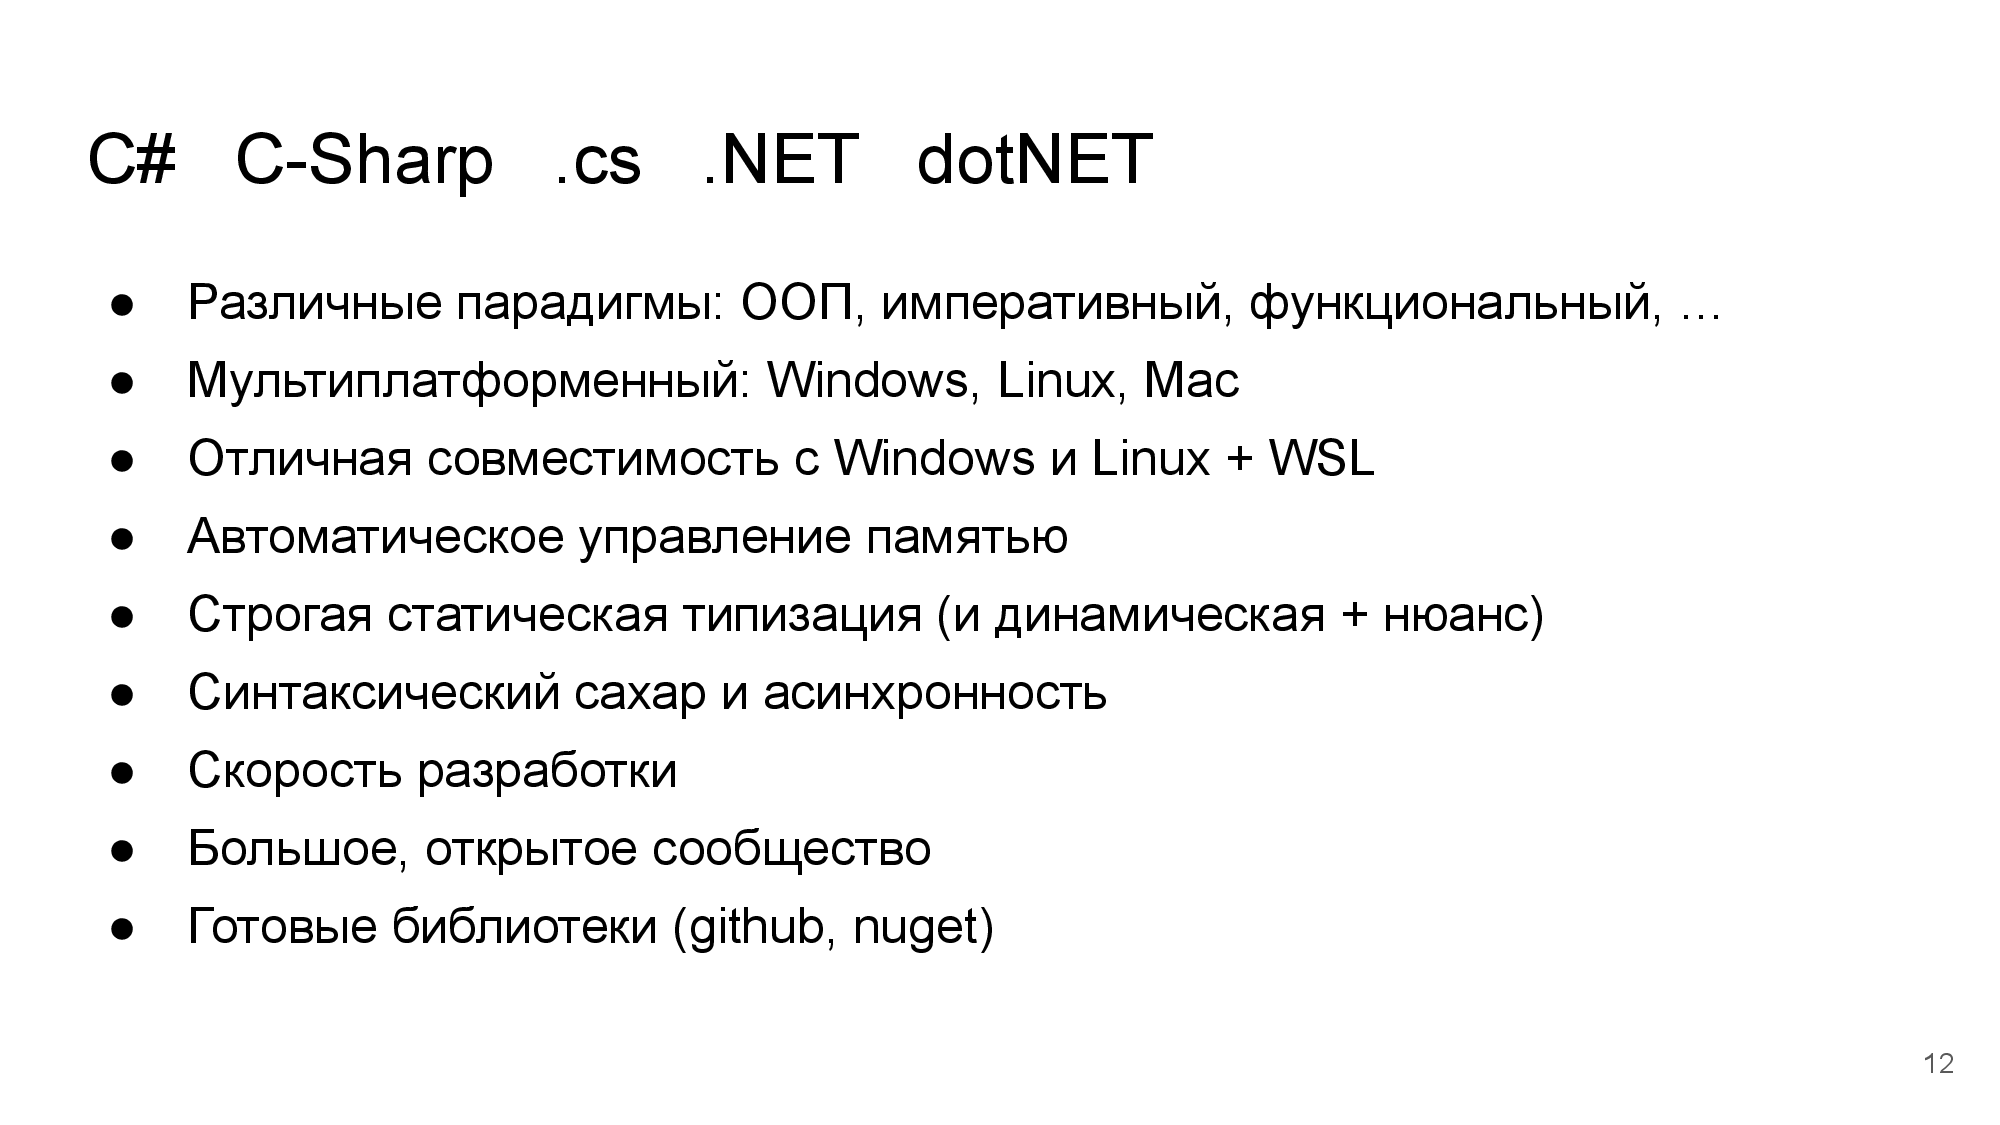 C# C-Sharp .cs .NET dotNET
● Различные парадигмы: ООП, императивный, функциональный, …
● Мультиплатформенный: Windows, Linux, Mac
● Отличная совместимость с Windows и Linux + WSL
● Автоматическое управление памятью
● Строгая статическая типизация (и динамическая + нюанс)
● Синтаксический сахар и асинхронность
● Скорость разработки
● Большое, открытое сообщество
● Готовые библиотеки (github, nuget)
12